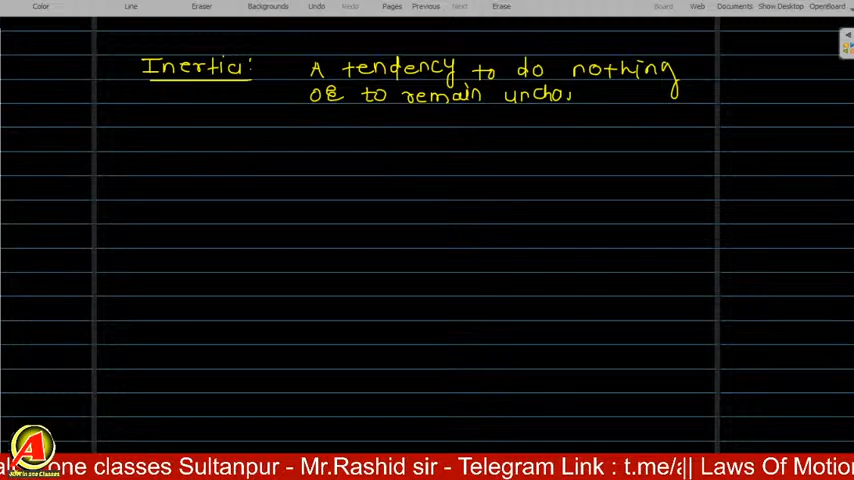 Color Line Eraser Backgrounds Undo Redo Pages Previous Next Erase Board Web Documents Show Desktop OpenBoard
Inertia: A tendency to do nothing
or to remain uncha
one classes Sultanpur - Mr.Rashid sir - Telegram Link : t.me/a|| Laws Of Motion